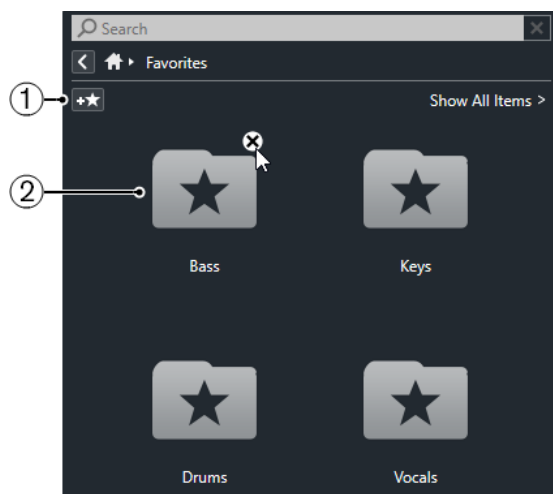 Search
Favorites
1
Show All Items >
2
Bass
Keys
Drums
Vocals